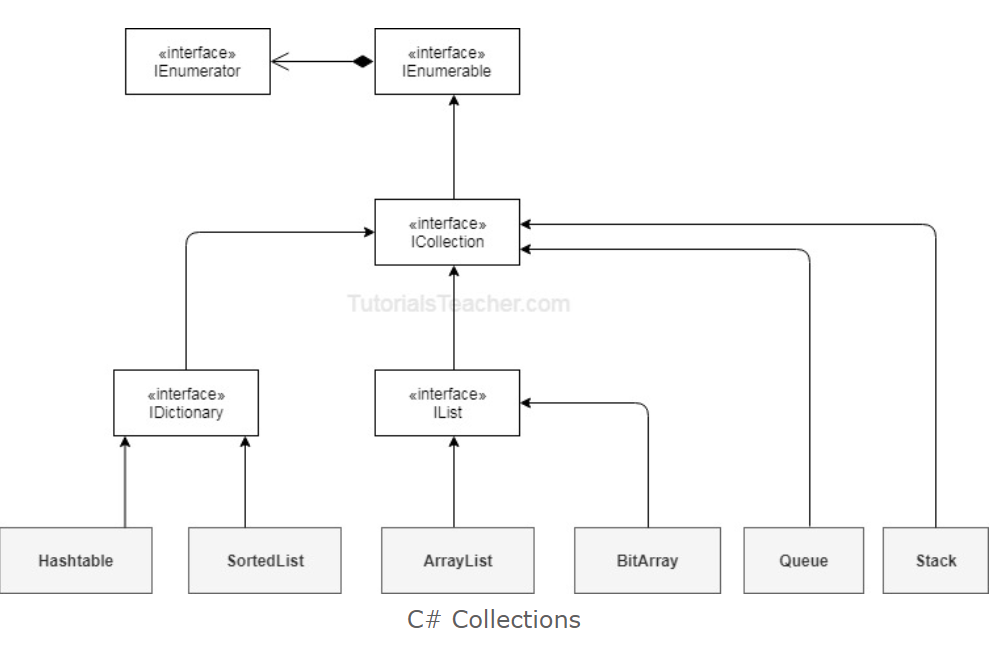 «interface»
IEnumerator
«interface»
IEnumerable
«interface»
ICollection
TutorialsTeacher.com
«interface»
IDictionary
«interface»
IList
Hashtable
SortedList
ArrayList
BitArray
Queue
Stack
C# Collections